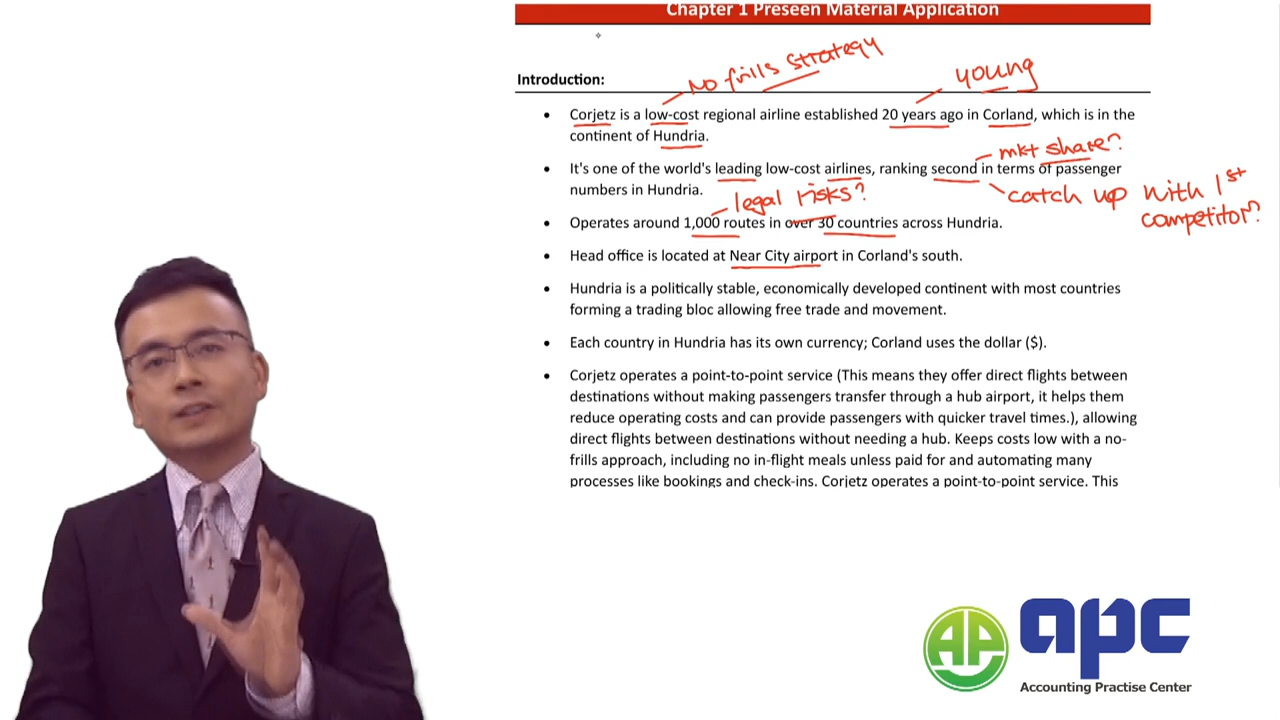 Chapter 1 Preseen Material Application
Introduction:
No frills strategy
young
Corjetz is a low-cost regional airline established 20 years ago in Corland, which is in the
continent of Hundria.
mkt share?
It's one of the world's leading low-cost airlines, ranking second in terms of passenger
numbers in Hundria.
catch up with 1st
competitor?
legal risks?
Operates around 1,000 routes in over 30 countries across Hundria.
Head office is located at Near City airport in Corland's south.
Hundria is a politically stable, economically developed continent with most countries
forming a trading bloc allowing free trade and movement.
Each country in Hundria has its own currency; Corland uses the dollar ($).
Corjetz operates a point-to-point service (This means they offer direct flights between
destinations without making passengers transfer through a hub airport, it helps them
reduce operating costs and can provide passengers with quicker travel times.), allowing
direct flights between destinations without needing a hub. Keeps costs low with a no-
frills approach, including no in-flight meals unless paid for and automating many
processes like bookings and check-ins. Corjetz operates a point-to-point service. This
AP
apc
Accounting Practise Center